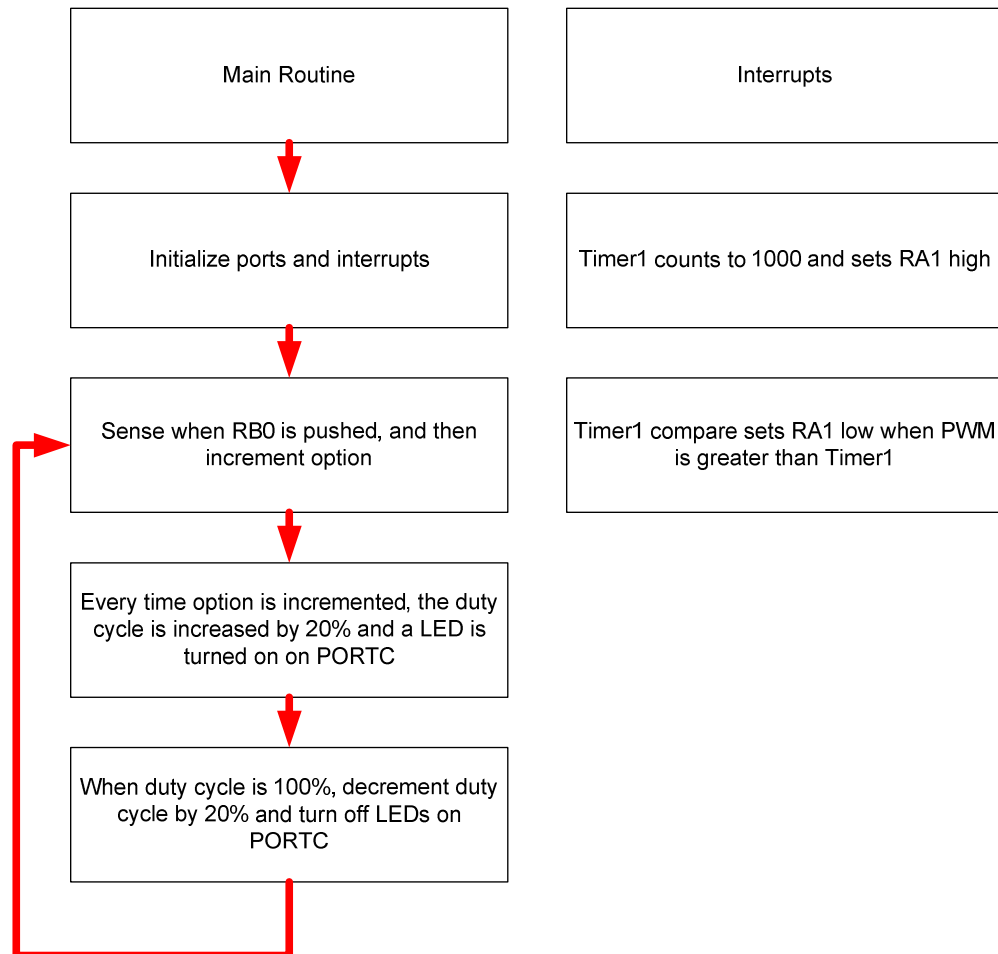 Main Routine
Interrupts
Initialize ports and interrupts
Timer1 counts to 1000 and sets RA1 high
Sense when RB0 is pushed, and then
increment option
Timer1 compare sets RA1 low when PWM
is greater than Timer1
Every time option is incremented, the duty
cycle is increased by 20% and a LED is
turned on on PORTC
When duty cycle is 100%, decrement duty
cycle by 20% and turn off LEDs on
PORTC